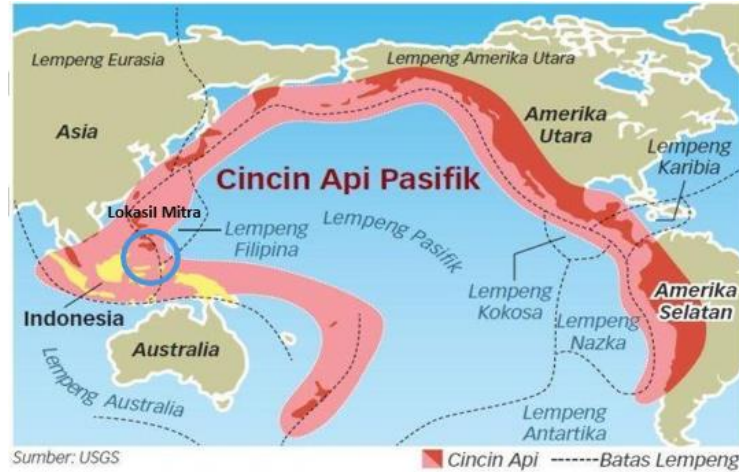 Lempeng Eurasia
Lempeng Amerika Utara
Asia
Amerika
Utara
Lempeng
Karibia
Cincin Api Pasifik
Lokasil Mitra
Lempeng
Filipina
Lempeng Pasifik
Indonesia
Lempeng
Kokosa
Amerika
Selatan
Australia
Lempeng
Nazka
Lempeng Australia
Lempeng
Antartika
Sumber: USGS
Cincin Api
Batas Lempeng